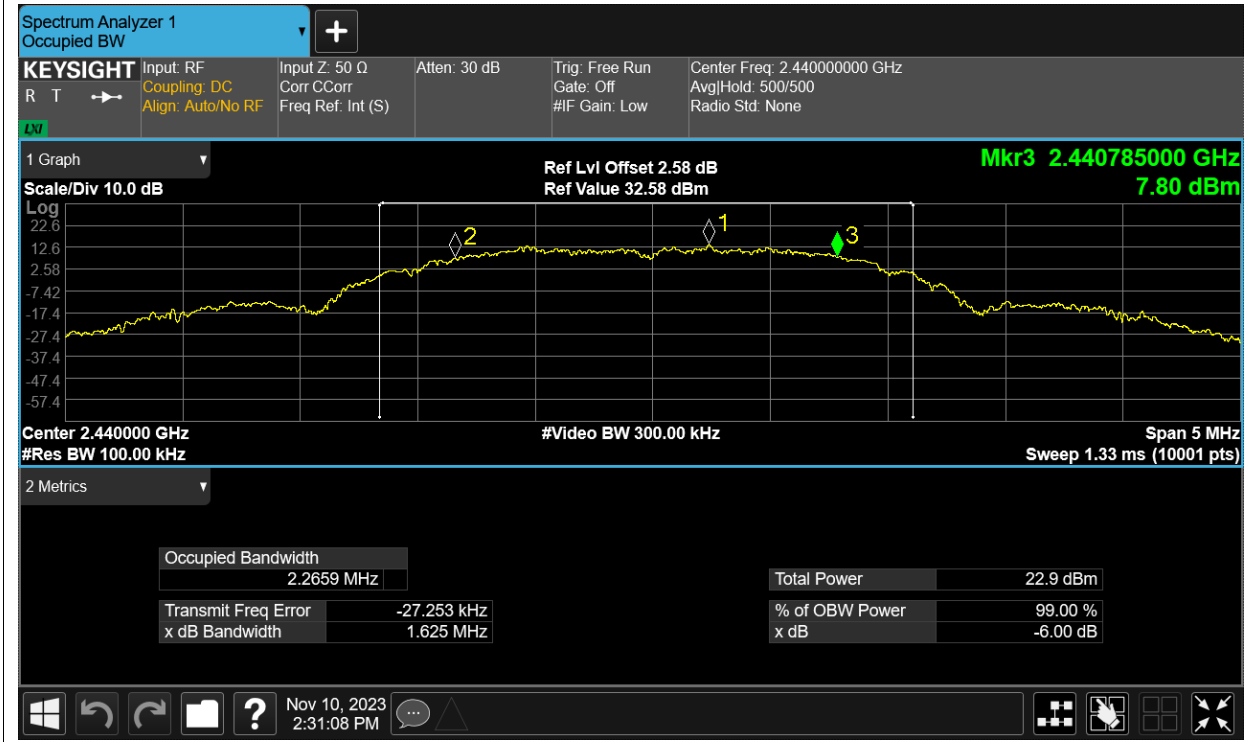 Spectrum Analyzer 1
Occupied BW
KEYSIGHT
R T
LXI
Input: RF
Coupling: DC
Align: Auto/No RF
Input Z: 50 Ω
Corr CCorr
Freq Ref: Int (S)
Atten: 30 dB
Trig: Free Run
Gate: Off
#IF Gain: Low
Center Freq: 2.440000000 GHz
Avg|Hold: 500/500
Radio Std: None
1 Graph
Scale/Div 10.0 dB
Ref Lvl Offset 2.58 dB
Ref Value 32.58 dBm
Mkr3 2.440785000 GHz
7.80 dBm
Log
22.6
12.6
2.58
-7.42
-17.4
-27.4
-37.4
-47.4
-57.4
2
1
3
Center 2.440000 GHz
#Video BW 300.00 kHz
Span 5 MHz
#Res BW 100.00 kHz
Sweep 1.33 ms (10001 pts)
2 Metrics
Occupied Bandwidth
2.2659 MHz
Total Power 22.9 dBm
Transmit Freq Error -27.253 kHz
% of OBW Power 99.00 %
x dB Bandwidth 1.625 MHz
x dB -6.00 dB
?
Nov 10, 2023
2:31:08 PM